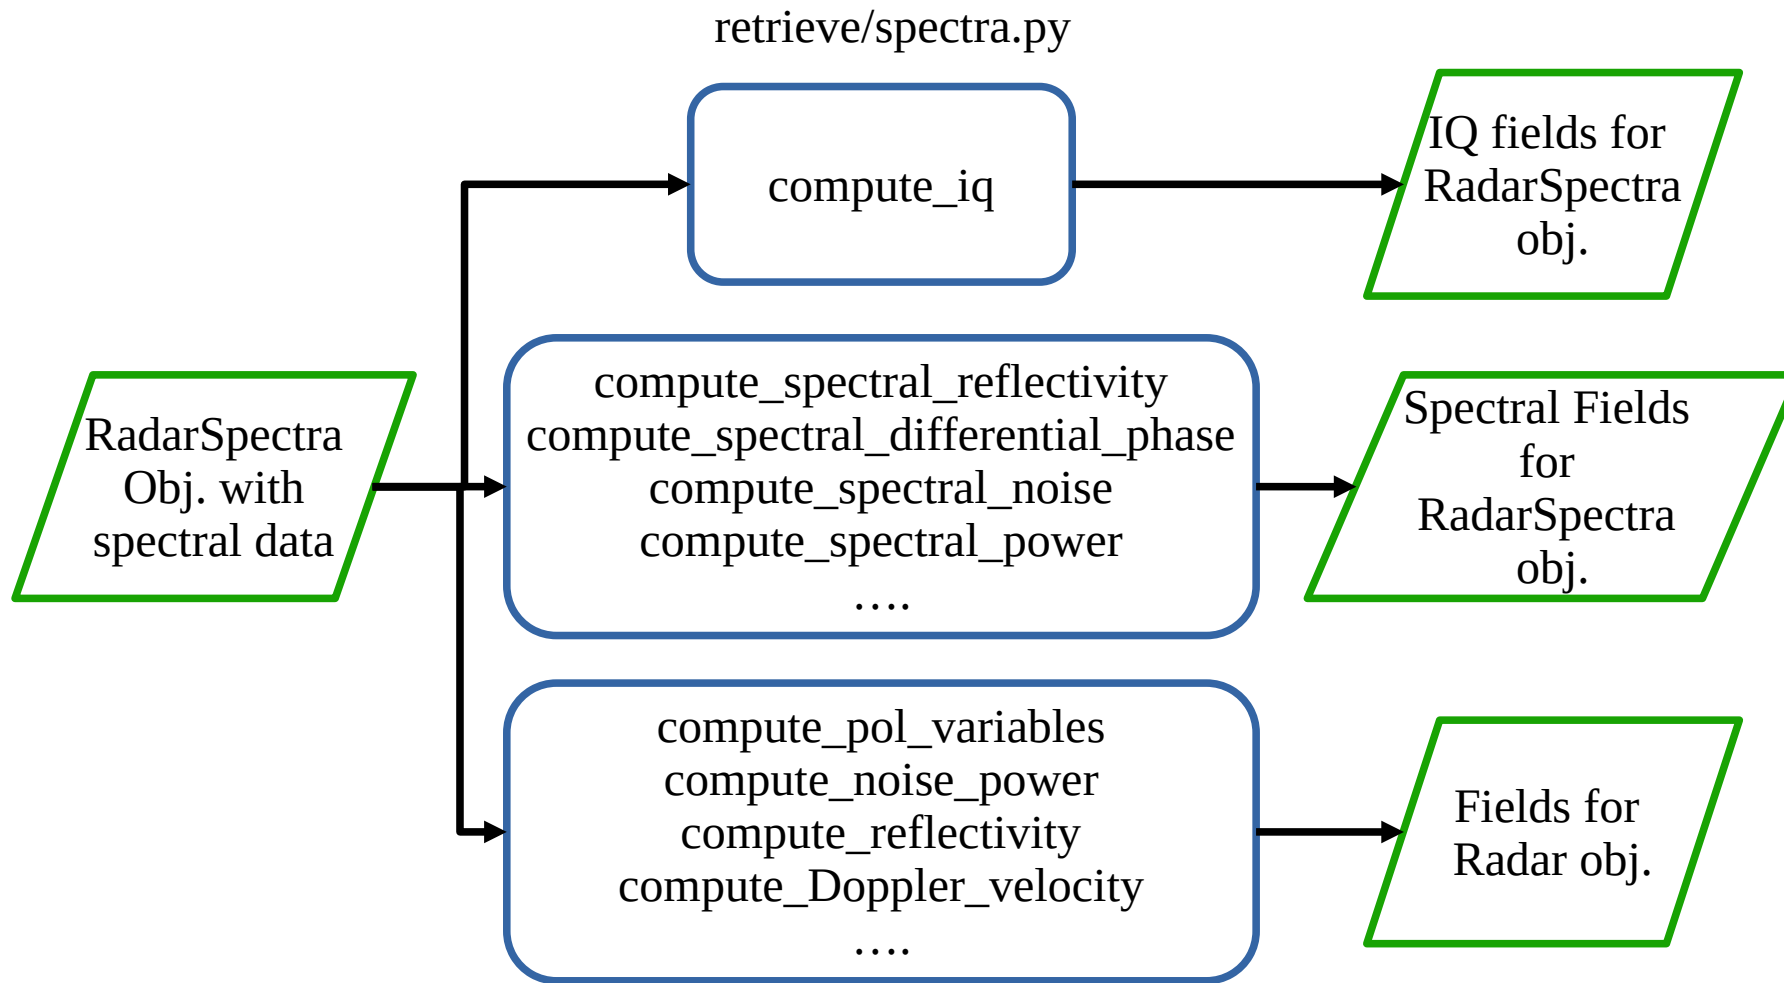 retrieve/spectra.py
compute_iq
IQ fields for
RadarSpectra
obj.
RadarSpectra
Obj. with
spectral data
compute_spectral_reflectivity
compute_spectral_differential_phase
compute_spectral_noise
compute_spectral_power
….
Spectral Fields
for
RadarSpectra
obj.
compute_pol_variables
compute_noise_power
compute_reflectivity
compute_Doppler_velocity
….
Fields for
Radar obj.